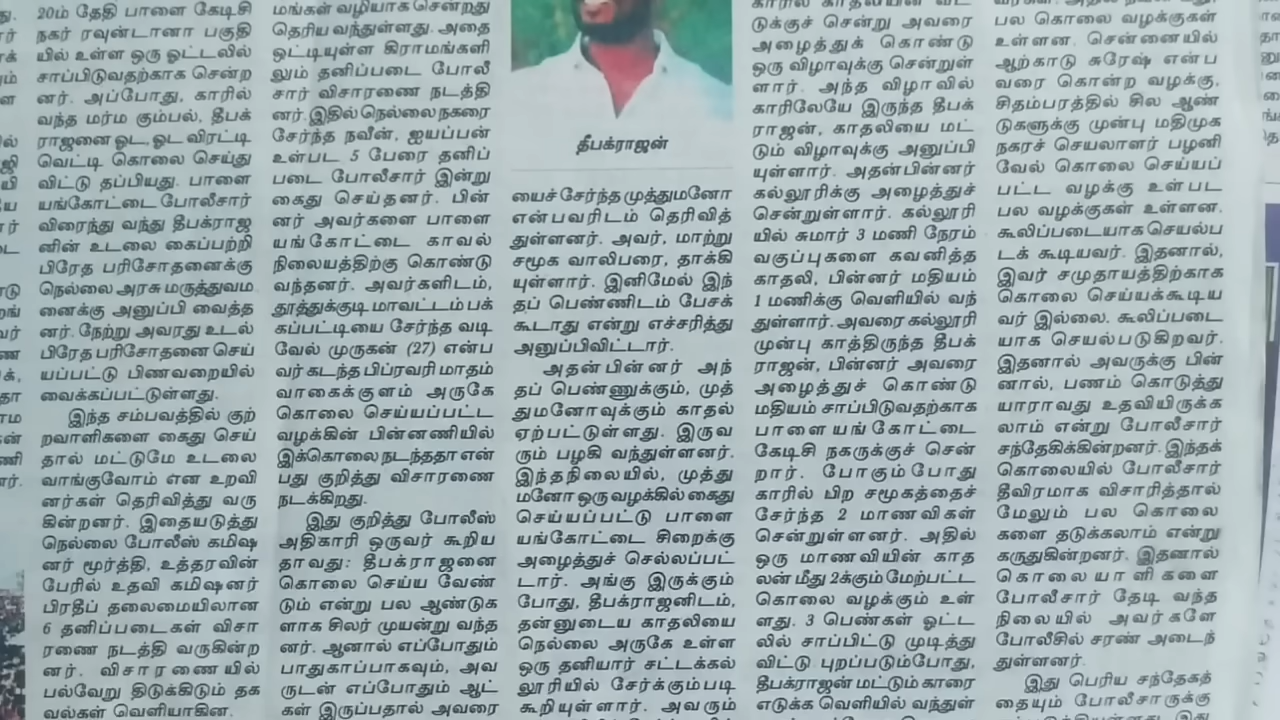 20ம் தேதி பாளை கேடிசி
நகர் ரவுன்டானா பகுதி
யில் உள்ள ஒரு ஓட்டலில்
சாப்பிடுவதற்காக சென்ற
னர். அப்போது, காரில்
வந்த மர்ம கும்பல், தீபக்
ராஜனை ஓட, ஓட விரட்டி
வெட்டி கொலை செய்து
விட்டு தப்பியது. பாளை
யங்கோட்டை போலீசார்
விரைந்து வந்து தீபக்ராஜ
னின் உடலை கைப்பற்றி
பிரேத பரிசோதனைக்கு
நெல்லை அரசு மருத்துவம
னைக்கு அனுப்பி வைத்த
னர். நேற்று அவரது உடல்
பிரேத பரிசோதனை செய்
யப்பட்டு பிணவறையில்
வைக்கப்பட்டுள்ளது.
இந்த சம்பவத்தில் குற்
றவாளிகளை கைது செய்
தால் மட்டுமே உடலை
வாங்குவோம் என உறவி
னர்கள் தெரிவித்து வரு
கின்றனர். இதையடுத்து
நெல்லை போலீஸ் கமிஷ
னர் மூர்த்தி, உத்தரவின்
பேரில் உதவி கமிஷனர்
பிரதீப் தலைமையிலான
6 தனிப்படைகள் விசா
ரணை நடத்தி வருகின்ற
னர். விசாரணையில்
பல்வேறு திடுக்கிடும் தக
வல்கள் வெளியாகின.
மங்கள் வழியாக சென்றது
தெரியவந்துள்ளது. அதை
ஒட்டியுள்ள கிராமங்களி
லும் தனிப்படை போலீ
சார் விசாரணை நடத்தி
னர். இதில் நெல்லை நகரை
சேர்ந்த நவீன், ஐயப்பன்
உள்பட 5 பேரை தனிப்
படை போலீசார் இன்று
கைது செய்தனர். பின்
னர் அவர்களை பாளை
யங்கோட்டை காவல்
நிலையத்திற்கு கொண்டு
வந்தனர். அவர்களிடம்,
தூத்துக்குடி மாவட்டம் பக்
கப்பட்டியை சேர்ந்த வடி
வேல் முருகன் (27) என்ப
வர் கடந்த பிப்ரவரி மாதம்
வாகைக்குளம் அருகே
கொலை செய்யப்பட்ட
வழக்கின் பின்னணியில்
இக்கொலை நடந்ததா என்
பது குறித்து விசாரணை
நடக்கிறது.
இது குறித்து போலீஸ்
அதிகாரி ஒருவர் கூறிய
தாவது: தீபக்ராஜனை
கொலை செய்ய வேண்
டும் என்று பல ஆண்டுக
ளாக சிலர் முயன்று வந்த
னர். ஆனால் எப்போதும்
பாதுகாப்பாகவும், அவ
ருடன் எப்போதும் ஆட்
கள் இருப்பதால் அவரை
தீபக்ராஜன்
யைச் சேர்ந்த முத்துமனோ
என்பவரிடம் தெரிவித்
துள்ளனர். அவர், மாற்று
சமூக வாலிபரை, தாக்கி
யுள்ளார். இனிமேல் இந்
தப் பெண்ணிடம் பேசக்
கூடாது என்று எச்சரித்து
அனுப்பிவிட்டார்.
அதன்பின்னர் அந்
தப் பெண்ணுக்கும், முத்
துமனோவுக்கும் காதல்
ஏற்பட்டுள்ளது. இருவ
ரும் பழகி வந்துள்ளனர்.
இந்தநிலையில், முத்து
மனோ ஒரு வழக்கில் கைது
செய்யப்பட்டு பாளை
யங்கோட்டை சிறைக்கு
அழைத்துச் செல்லப்பட்
டார். அங்கு இருக்கும்
போது, தீபக்ராஜனிடம்,
தன்னுடைய காதலியை
நெல்லை அருகே உள்ள
ஒரு தனியார் சட்டக்கல்
லூரியில் சேர்க்கும்படி
கூறியுள்ளார். அவரும்
டுக்குச் சென்று அவரை
அழைத்துக் கொண்டு
ஒரு விழாவுக்கு சென்றுள்
ளார். அந்த விழாவில்
காரிலேயே இருந்த தீபக்
ராஜன், காதலியை மட்
டும் விழாவுக்கு அனுப்பி
யுள்ளார். அதன்பின்னர்
கல்லூரிக்கு அழைத்துச்
சென்றுள்ளார். கல்லூரி
யில் சுமார் 3 மணி நேரம்
வகுப்புகளை கவனித்த
காதலி, பின்னர் மதியம்
1 மணிக்கு வெளியில் வந்
துள்ளார். அவரை கல்லூரி
முன்பு காத்திருந்த தீபக்
ராஜன், பின்னர் அவரை
அழைத்துச் கொண்டு
மதியம் சாப்பிடுவதற்காக
பாளையங்கோட்டை
கேடிசி நகருக்குச் சென்
றார். போகும்போது
காரில் பிற சமூகத்தைச்
சேர்ந்த 2 மாணவிகள்
சென்றுள்ளனர். அதில்
ஒரு மாணவியின் காத
லன் மீது 2க்கும் மேற்பட்ட
கொலை வழக்கும் உள்
ளது. 3 பெண்கள் ஓட்ட
லில் சாப்பிட்டு முடித்து
விட்டு புறப்படும்போது,
தீபக்ராஜன் மட்டும் காரை
எடுக்க வெளியில் வந்துள்
பல கொலை வழக்குகள்
உள்ளன. சென்னையில்
ஆற்காடு சுரேஷ் என்ப
வரை கொன்ற வழக்கு,
சிதம்பரத்தில் சில ஆண்
டுகளுக்கு முன்பு மதிமுக
நகரச் செயலாளர் பழனி
வேல் கொலை செய்யப்
பட்ட வழக்கு உள்பட
பல வழக்குகள் உள்ளன.
கூலிப்படையாக செயல்ப
டக் கூடியவர். இதனால்,
இவர் சமுதாயத்திற்காக
கொலை செய்யக்கூடிய
வர் இல்லை. கூலிப்படை
யாக செயல்படுகிறவர்.
இதனால் அவருக்கு பின்
னால், பணம் கொடுத்து
யாராவது உதவியிருக்க
லாம் என்று போலீசார்
சந்தேகிக்கின்றனர். இந்தக்
கொலையில் போலீசார்
தீவிரமாக விசாரித்தால்
மேலும் பல கொலை
களை தடுக்கலாம் என்று
கருதுகின்றனர். இதனால்
கொலையாளிகளை
போலீசார் தேடி வந்த
நிலையில் அவர்களே
போலீசில் சரண் அடைந்
துள்ளனர்.
இது பெரிய சந்தேகத்
தையும் போலீசாருக்கு